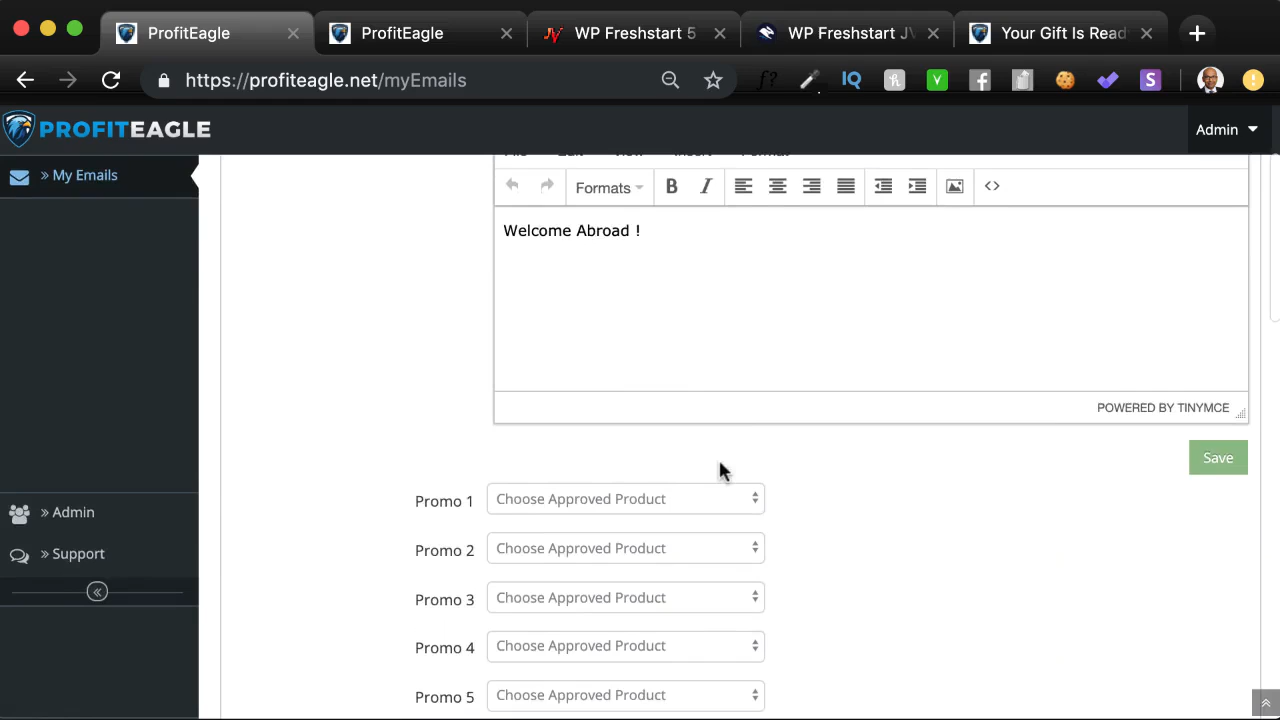 ProfitEagle
ProfitEagle
WP Freshstart 5
WP Freshstart JV
Your Gift Is Read
https://profiteagle.net/myEmails
f?
IQ
S
PROFITEAGLE
Admin
» My Emails
Formats
B
I
<>
Welcome Abroad !
POWERED BY TINYMCE
Save
Promo 1
Choose Approved Product
Promo 2
Choose Approved Product
Promo 3
Choose Approved Product
Promo 4
Choose Approved Product
Promo 5
Choose Approved Product
» Admin
» Support